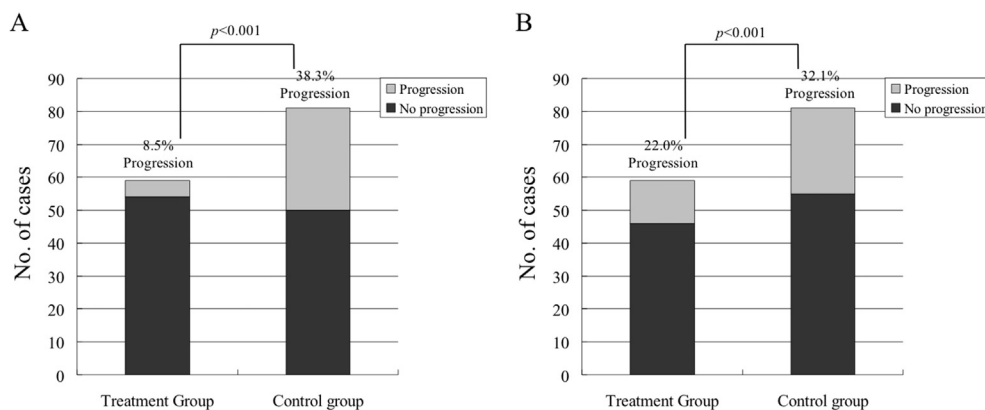 A
p<0.001
38.3%
Progression
8.5%
Progression
Progression
No progression
No. of cases
90
80
70
60
50
40
30
20
10
0
Treatment Group
Control group
B
p<0.001
32.1%
Progression
22.0%
Progression
Progression
No progression
No. of cases
90
80
70
60
50
40
30
20
10
0
Treatment Group
Control group